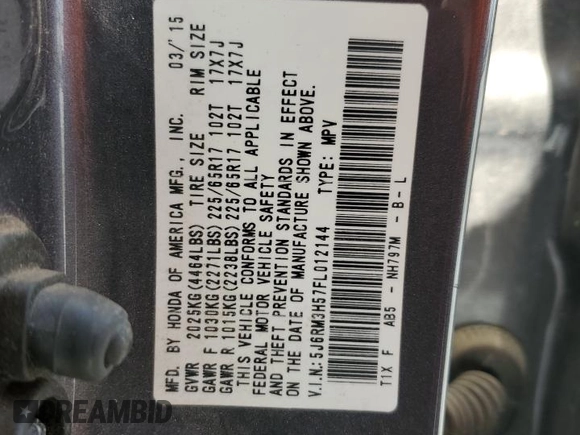 MFD. BY HONDA OF AMERICA MFG., INC. 03/'15
GVWR 2025KG(4464LBS) TIRE SIZE RIM SIZE
GAWR F 1030KG(2271LBS) 225/65R17 102T 17X7J
GAWR R 1015KG(2238LBS) 225/65R17 102T 17X7J
THIS VEHICLE CONFORMS TO ALL APPLICABLE
FEDERAL MOTOR VEHICLE SAFETY
AND THEFT PREVENTION STANDARDS IN EFFECT
ON THE DATE OF MANUFACTURE SHOWN ABOVE.
V.I.N.:5J6RM3H57FL012144 TYPE: MPV
T1X F AB5 - NH797M - B - L
DREAMBID